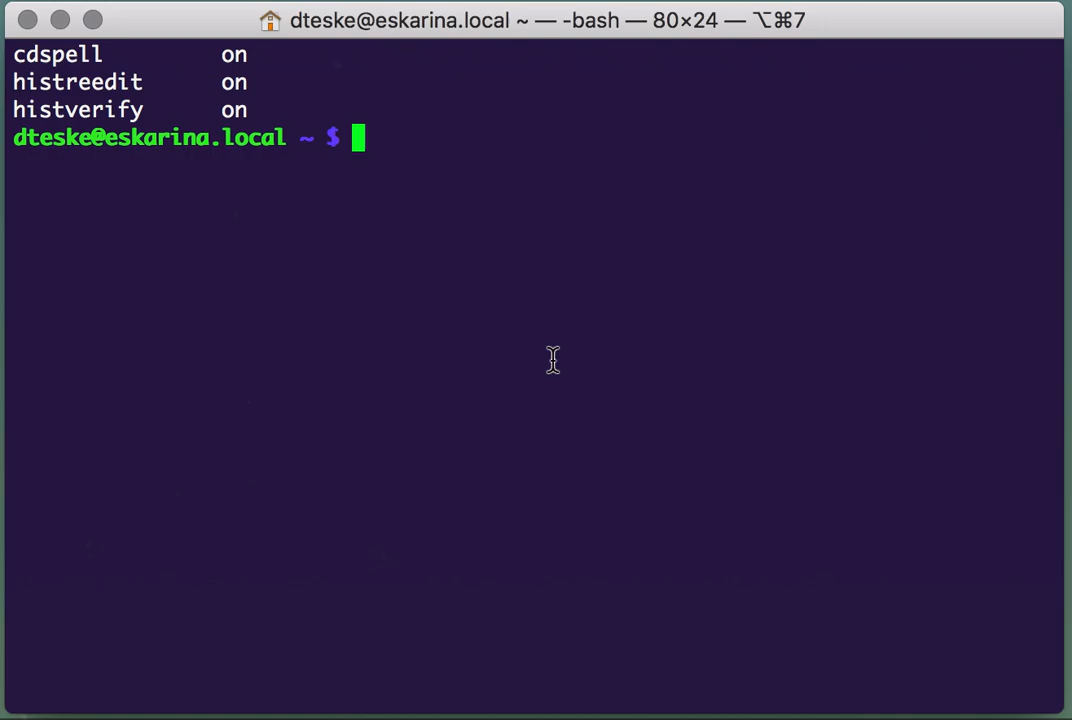 dteske@eskarina.local ~ — -bash — 80×24 — ⌥⌘7
cdspell on
histreedit on
histverify on
dteske@eskarina.local ~ $